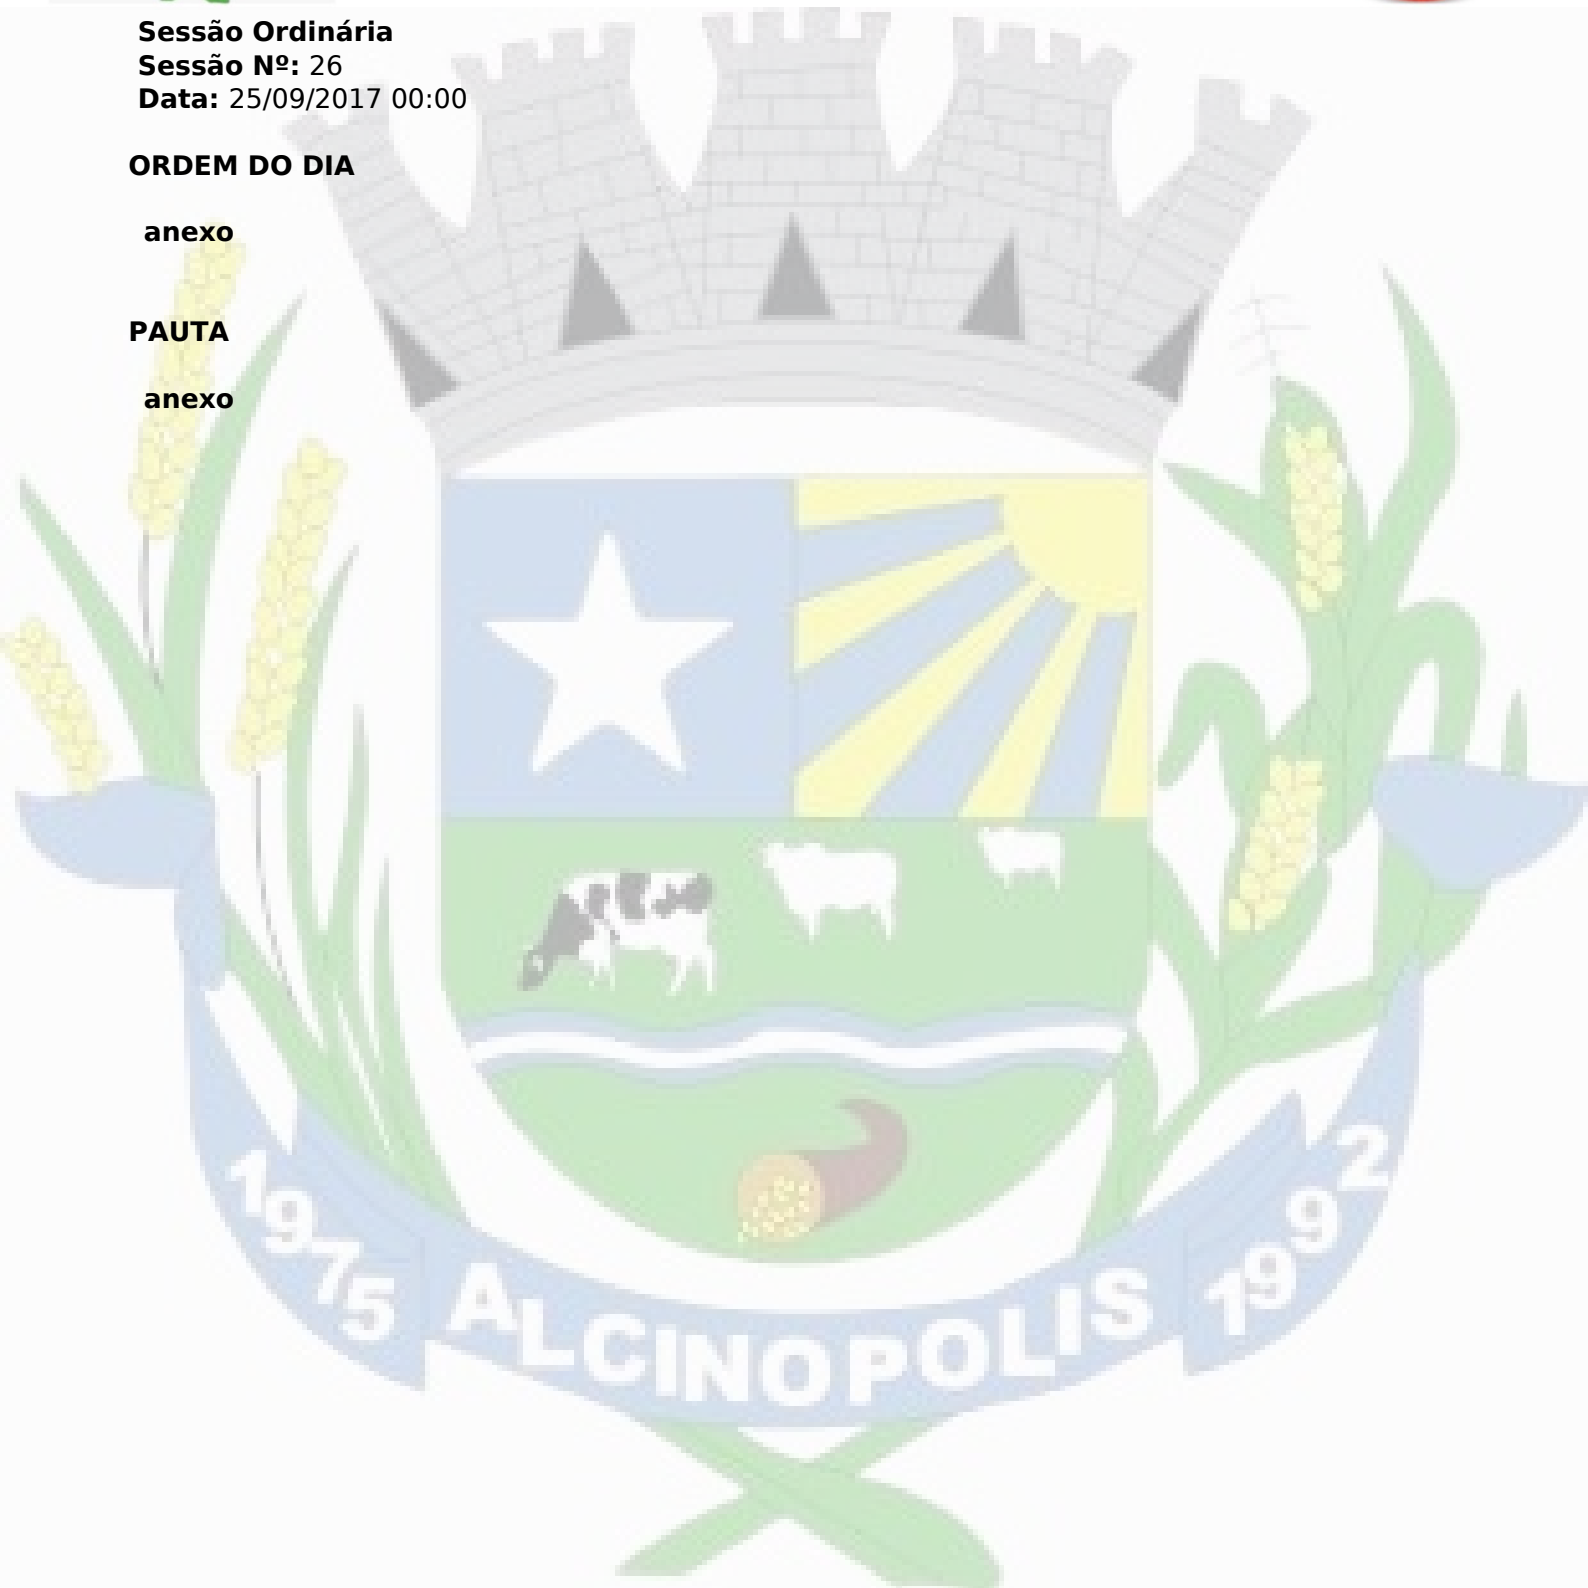 Sessão Ordinária
Sessão Nº: 26
Data: 25/09/2017 00:00
ORDEM DO DIA
anexo
PAUTA
anexo
1975 ALCINOPOLIS 1992